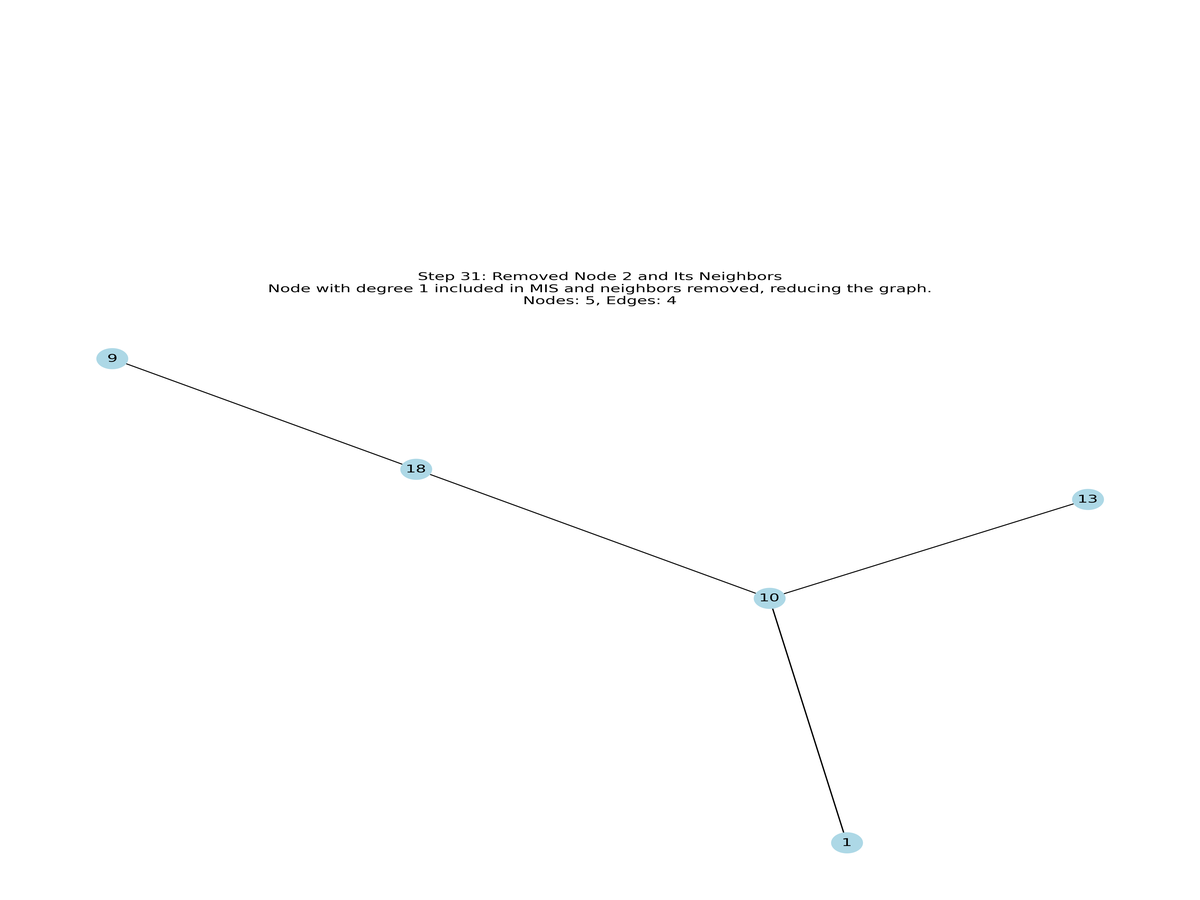 Step 31: Removed Node 2 and Its Neighbors
Node with degree 1 included in MIS and neighbors removed, reducing the graph.
Nodes: 5, Edges: 4
9
18
13
10
1